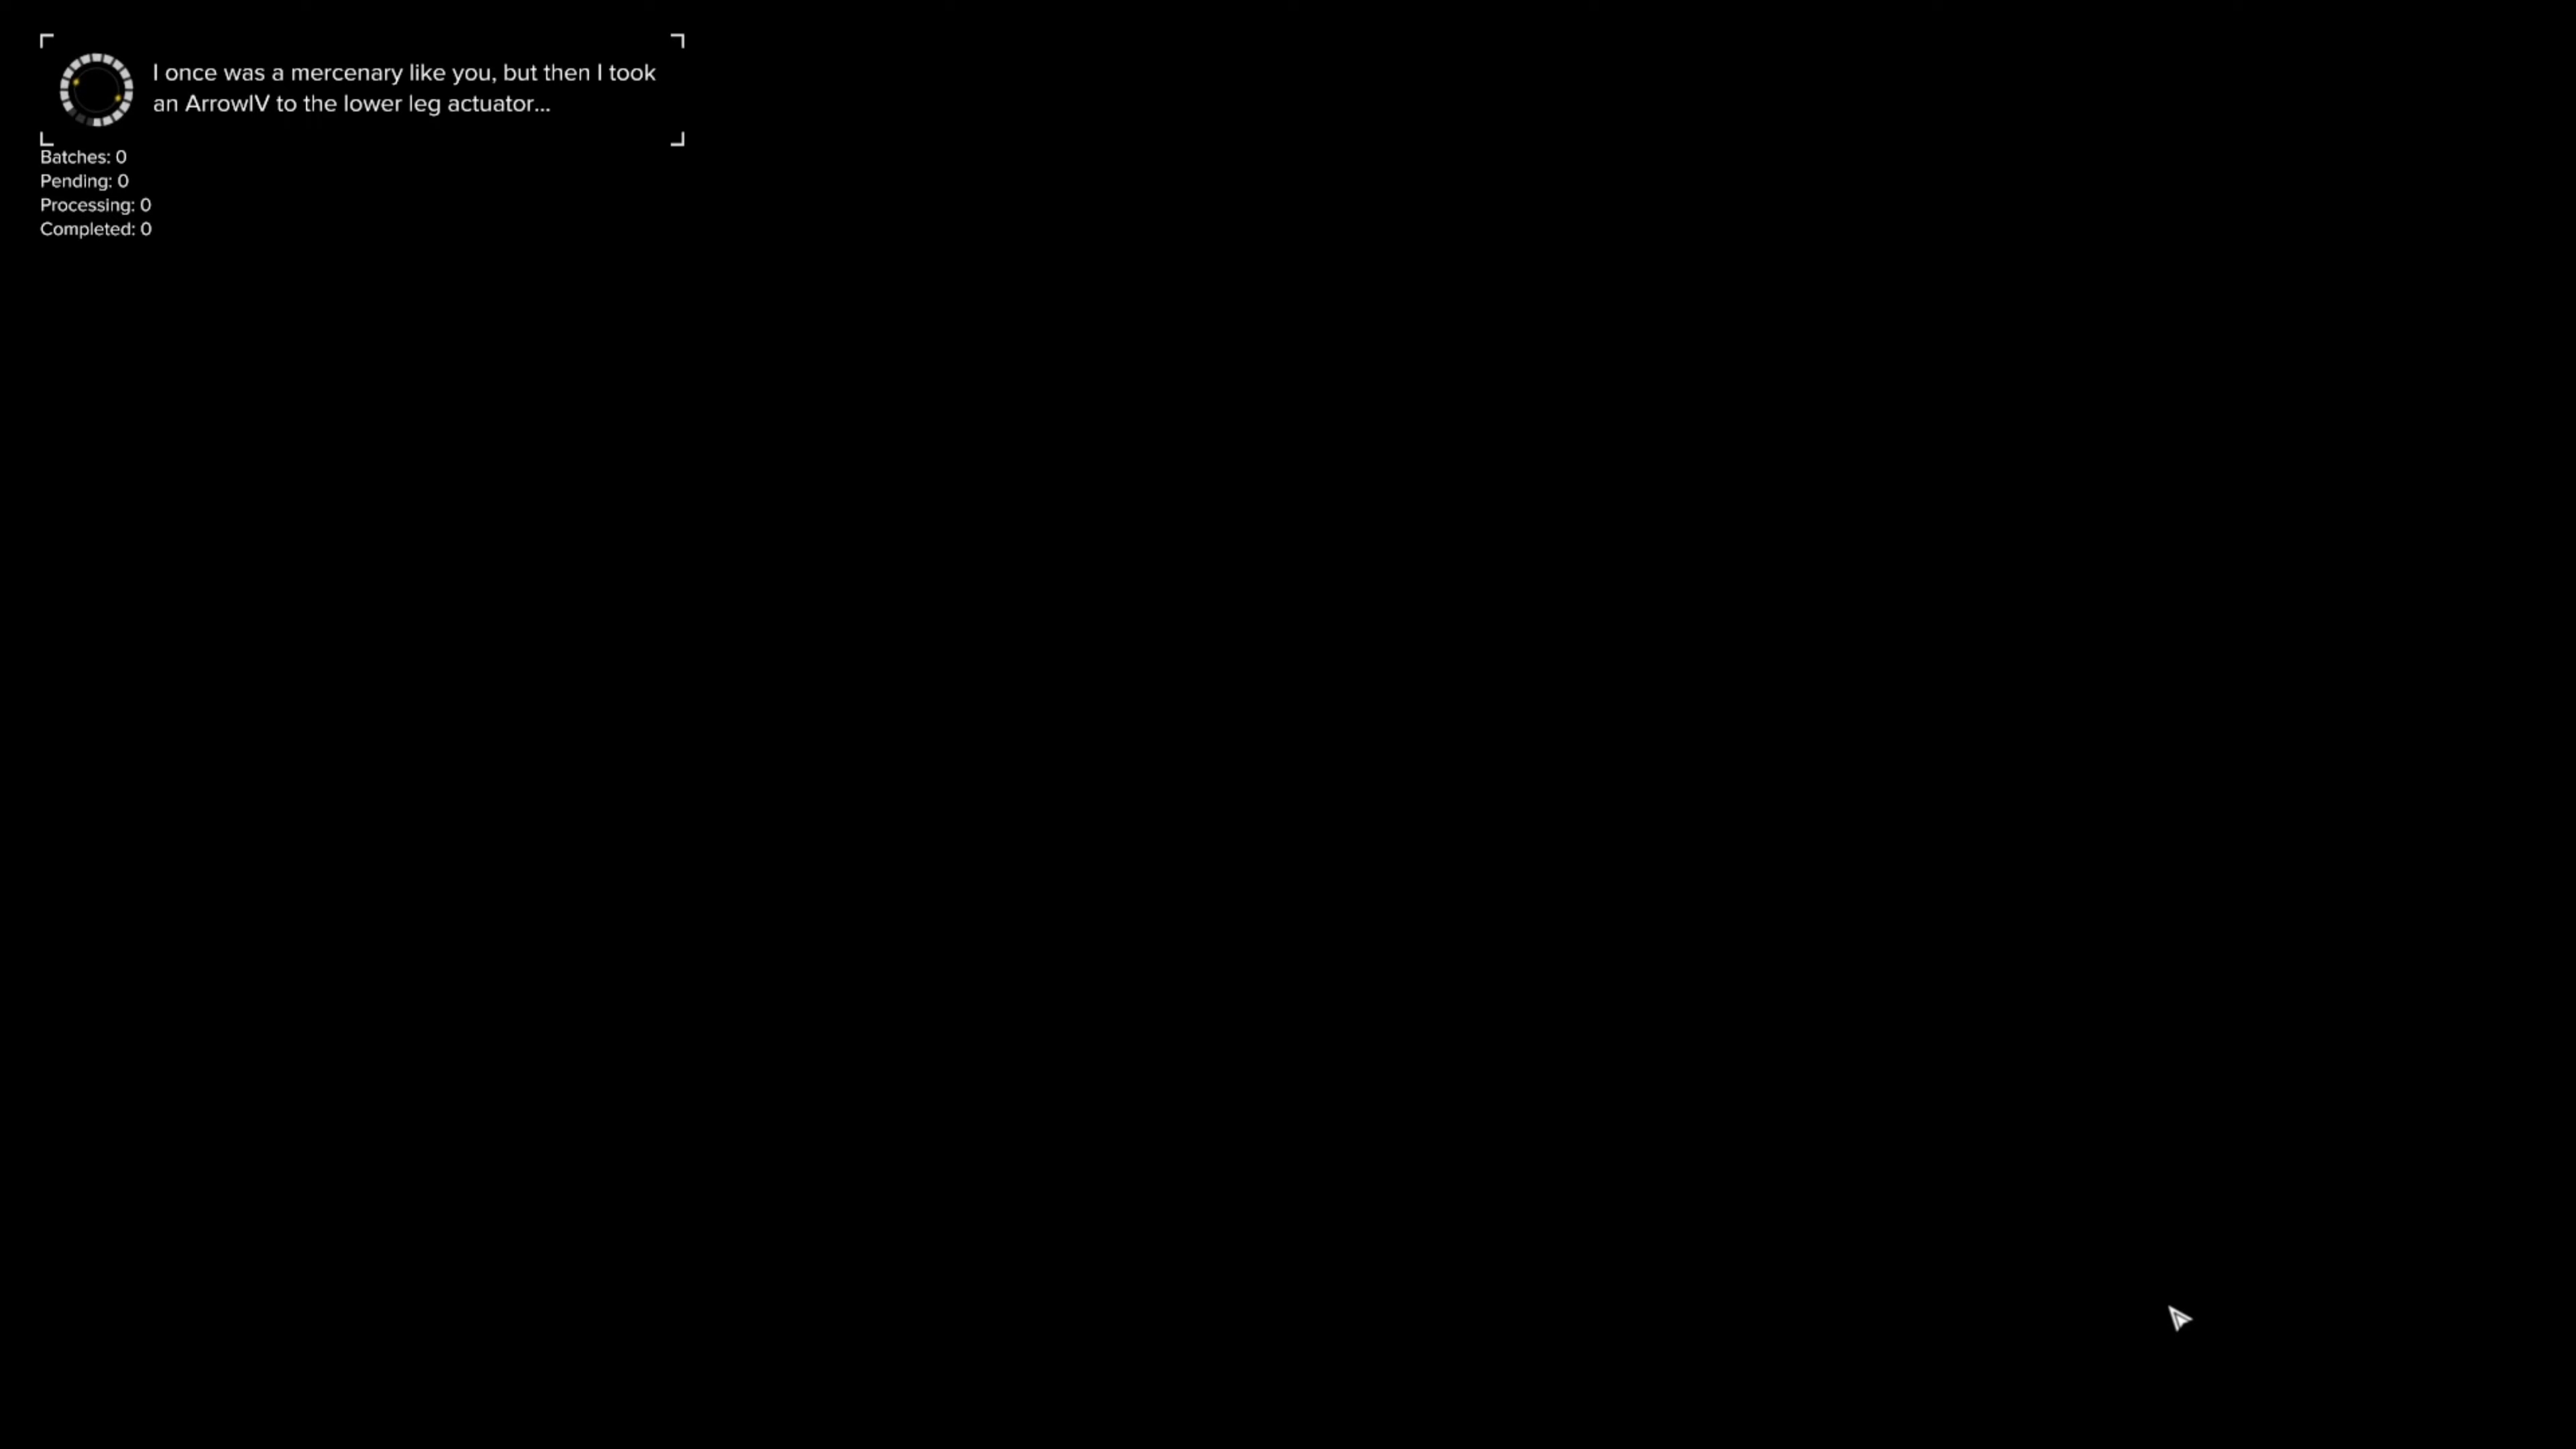 I once was a mercenary like you, but then I took
an ArrowIV to the lower leg actuator...
Batches: 0
Pending: 0
Processing: 0
Completed: 0